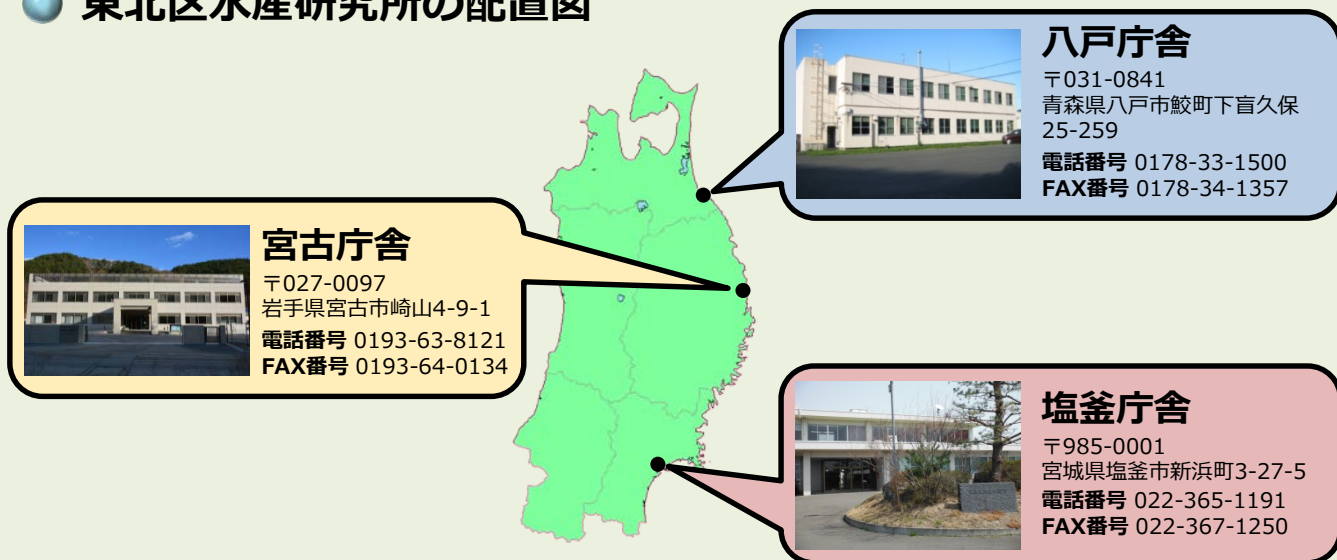 東北区水産研究所の配置図
八戸庁舎
〒031-0841
青森県八戸市鮫町下盲久保
25-259
電話番号 0178-33-1500
FAX番号 0178-34-1357
宮古庁舎
〒027-0097
岩手県宮古市崎山4-9-1
電話番号 0193-63-8121
FAX番号 0193-64-0134
塩釜庁舎
〒985-0001
宮城県塩釜市新浜町3-27-5
電話番号 022-365-1191
FAX番号 022-367-1250